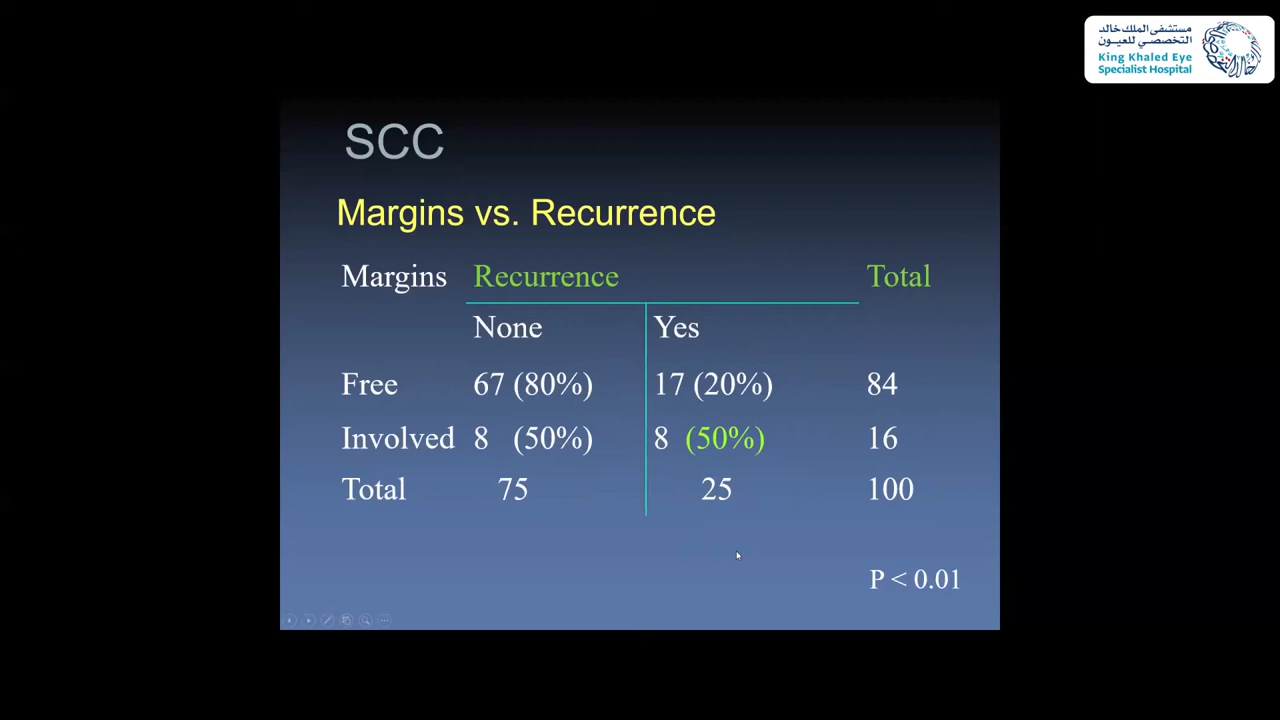 مستشفى الملك خالد
التخصصي للعيون
King Khaled Eye
Specialist Hospital
SCC
Margins vs. Recurrence
Margins Recurrence Total
None Yes
Free 67 (80%) 17 (20%) 84
Involved 8 (50%) 8 (50%) 16
Total 75 25 100
P < 0.01